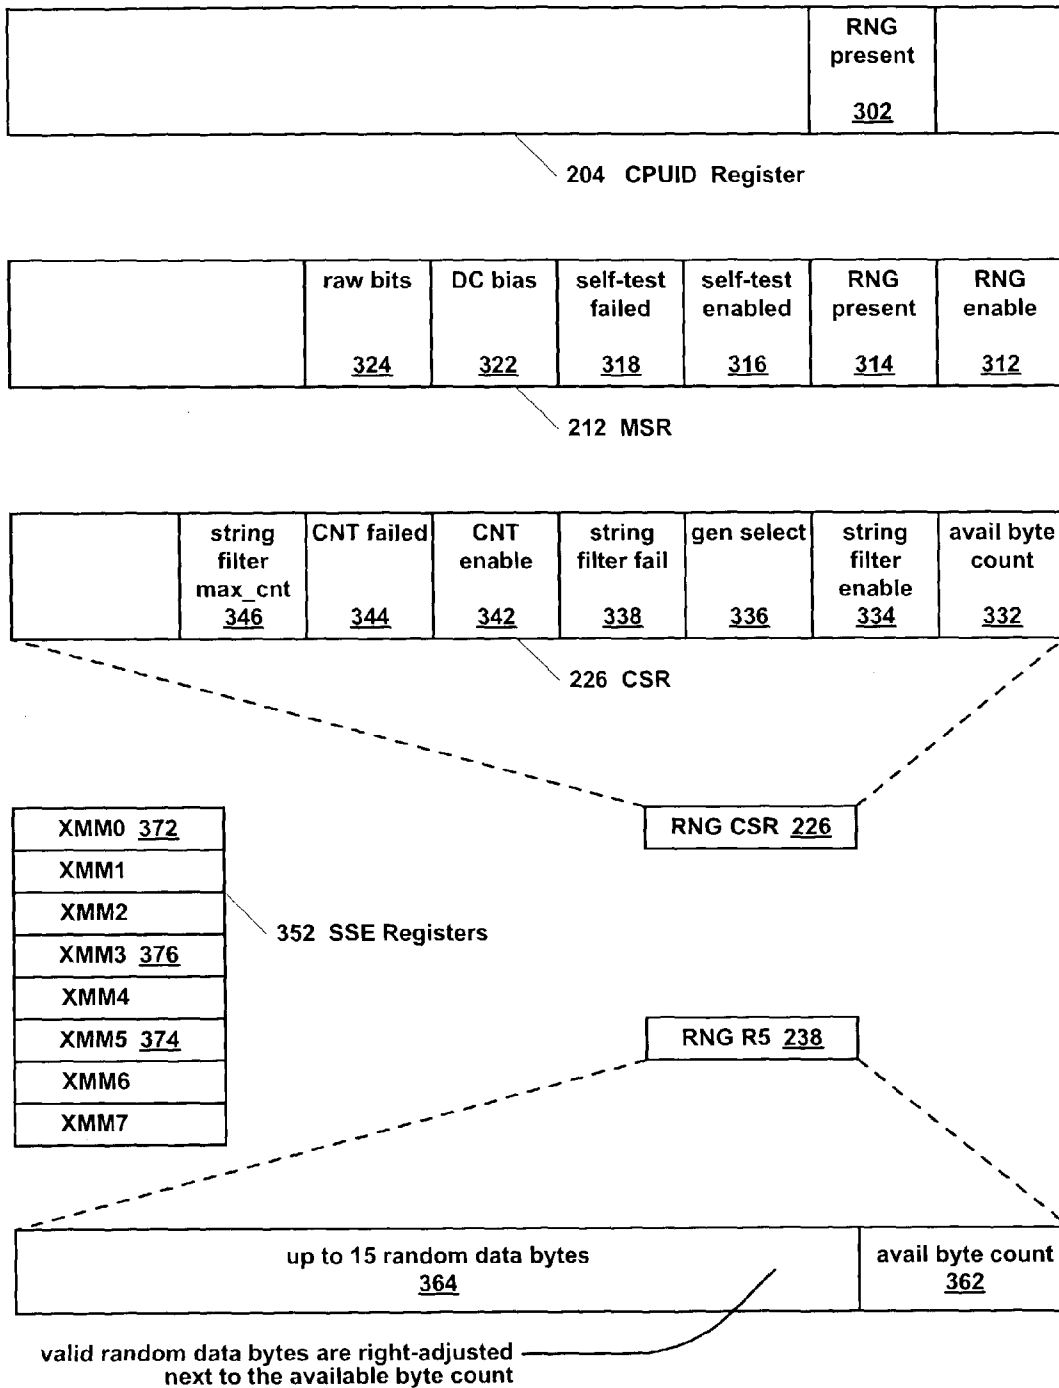 RNG
present
302
204 CPUID Register
raw bits
324
DC bias
322
self-test
failed
318
self-test
enabled
316
RNG
present
314
RNG
enable
312
212 MSR
string
filter
max_cnt
346
CNT failed
344
CNT
enable
342
string
filter fail
338
gen select
336
string
filter
enable
334
avail byte
count
332
226 CSR
RNG CSR 226
XMM0 372
XMM1
XMM2
XMM3 376
XMM4
XMM5 374
XMM6
XMM7
352 SSE Registers
RNG R5 238
up to 15 random data bytes
364
avail byte count
362
valid random data bytes are right-adjusted
next to the available byte count